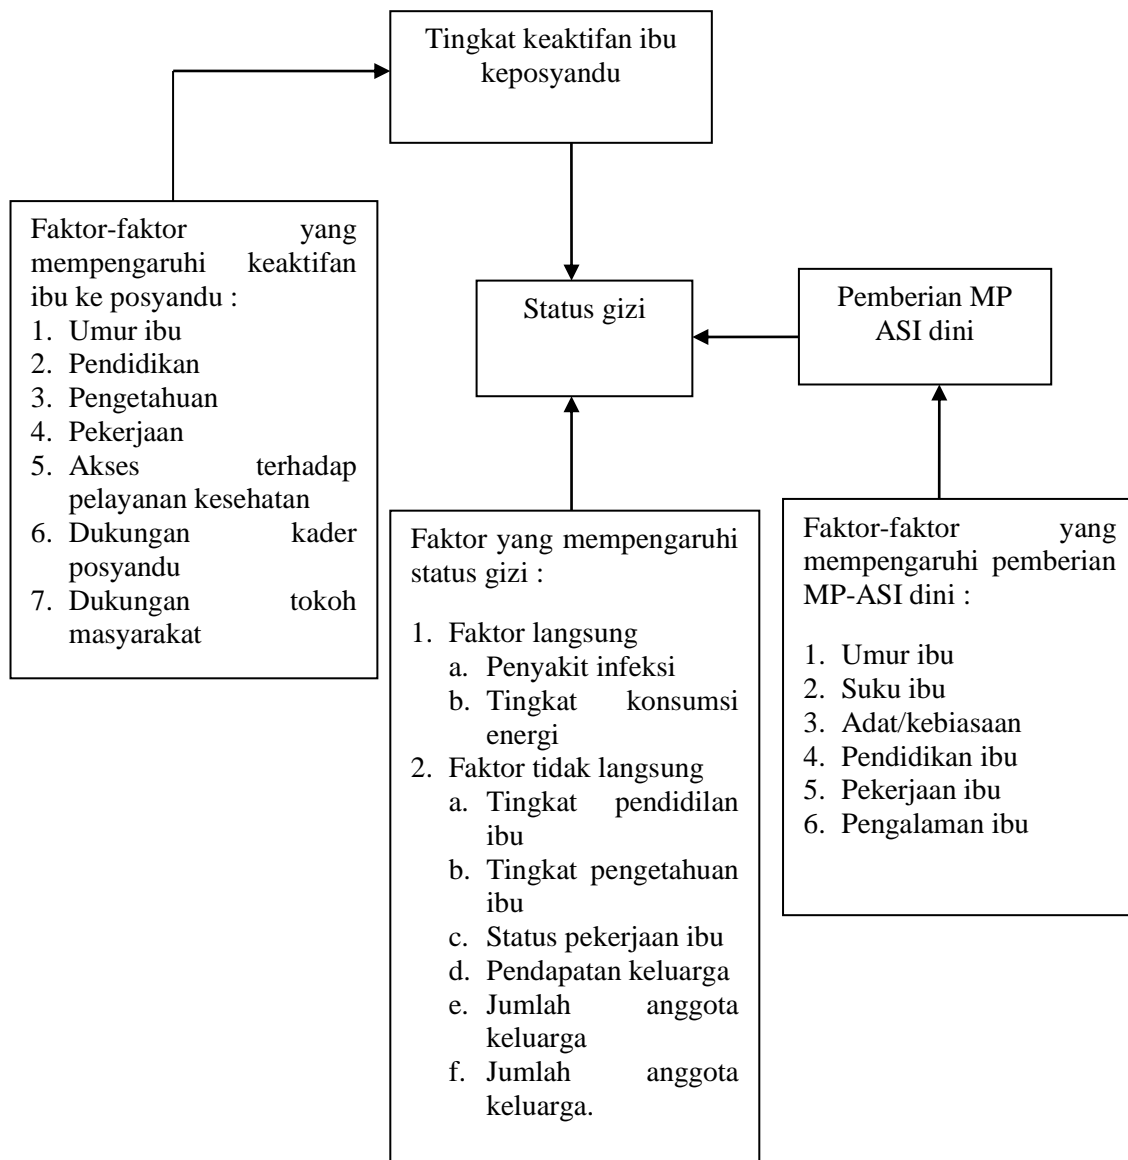 Tingkat keaktifan ibu
keposyandu
Faktor-faktor yang
mempengaruhi keaktifan
ibu ke posyandu :
1. Umur ibu
2. Pendidikan
3. Pengetahuan
4. Pekerjaan
5. Akses terhadap
pelayanan kesehatan
6. Dukungan kader
posyandu
7. Dukungan tokoh
masyarakat
Status gizi
Pemberian MP
ASI dini
Faktor yang mempengaruhi
status gizi :
1. Faktor langsung
a. Penyakit infeksi
b. Tingkat konsumsi
energi
2. Faktor tidak langsung
a. Tingkat pendidilan
ibu
b. Tingkat pengetahuan
ibu
c. Status pekerjaan ibu
d. Pendapatan keluarga
e. Jumlah anggota
keluarga
f. Jumlah anggota
keluarga.
Faktor-faktor yang
mempengaruhi pemberian
MP-ASI dini :
1. Umur ibu
2. Suku ibu
3. Adat/kebiasaan
4. Pendidikan ibu
5. Pekerjaan ibu
6. Pengalaman ibu